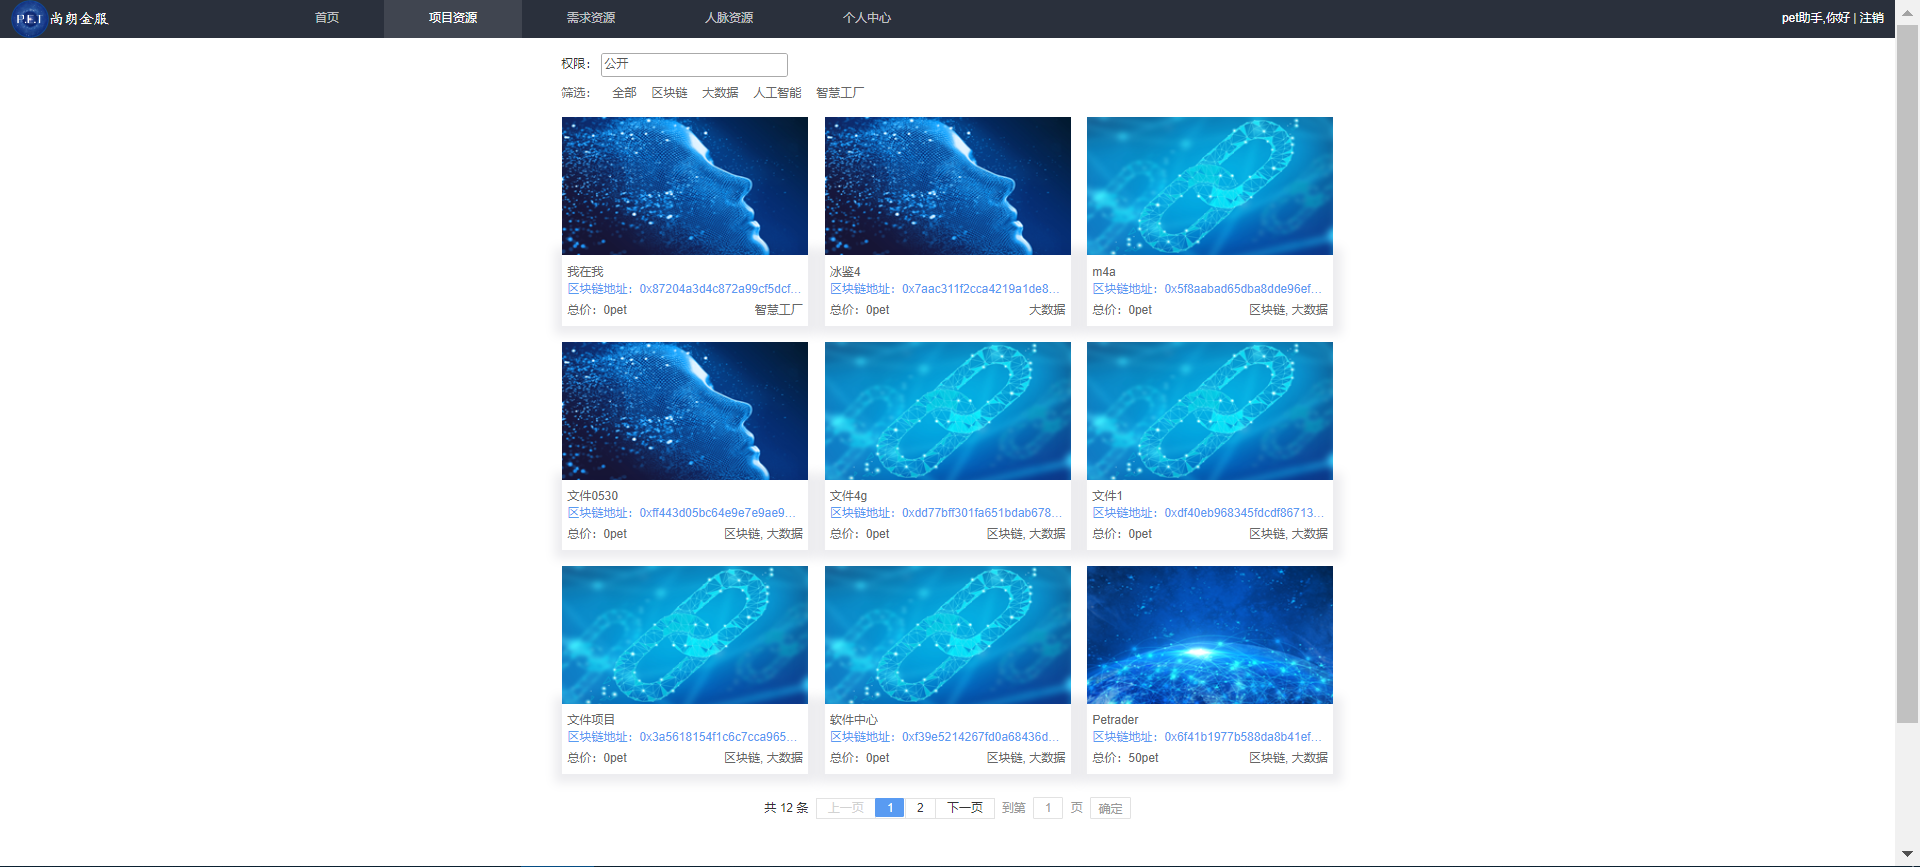 P.E.T 尚朗金服 首页 项目资源 需求资源 人脉资源 个人中心 pet助手,你好 | 注销
权限： 公开
筛选： 全部 区块链 大数据 人工智能 智慧工厂
我在我
区块链地址：0x87204a3d4c872a99cf5dcf...
总价：0pet 智慧工厂
冰鉴4
区块链地址：0x7aac311f2cca4219a1de8...
总价：0pet 大数据
m4a
区块链地址：0x5f8aabad65dba8dde96ef...
总价：0pet 区块链, 大数据
文件0530
区块链地址：0xff443d05bc64e9e7e9ae9...
总价：0pet 区块链, 大数据
文件4g
区块链地址：0xdd77bff301fa651bdab678...
总价：0pet 区块链, 大数据
文件1
区块链地址：0xdf40eb968345fdcdf86713...
总价：0pet 区块链, 大数据
文件项目
区块链地址：0x3a5618154f1c6c7cca965...
总价：0pet 区块链, 大数据
软件中心
区块链地址：0xf39e5214267fd0a68436d...
总价：0pet 区块链, 大数据
Petrader
区块链地址：0x6f41b1977b588da8b41ef...
总价：50pet 区块链, 大数据
共 12 条 上一页 1 2 下一页 到第 1 页 确定